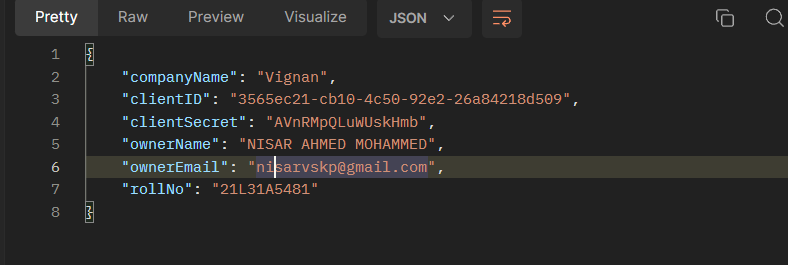 Pretty Raw Preview Visualize JSON
1 {
2 "companyName": "Vignan",
3 "clientID": "3565ec21-cb10-4c50-92e2-26a84218d509",
4 "clientSecret": "AVnRMpQLuWUskHmb",
5 "ownerName": "NISAR AHMED MOHAMMED",
6 "ownerEmail": "nisarvskp@gmail.com",
7 "rollNo": "21L31A5481"
8 }